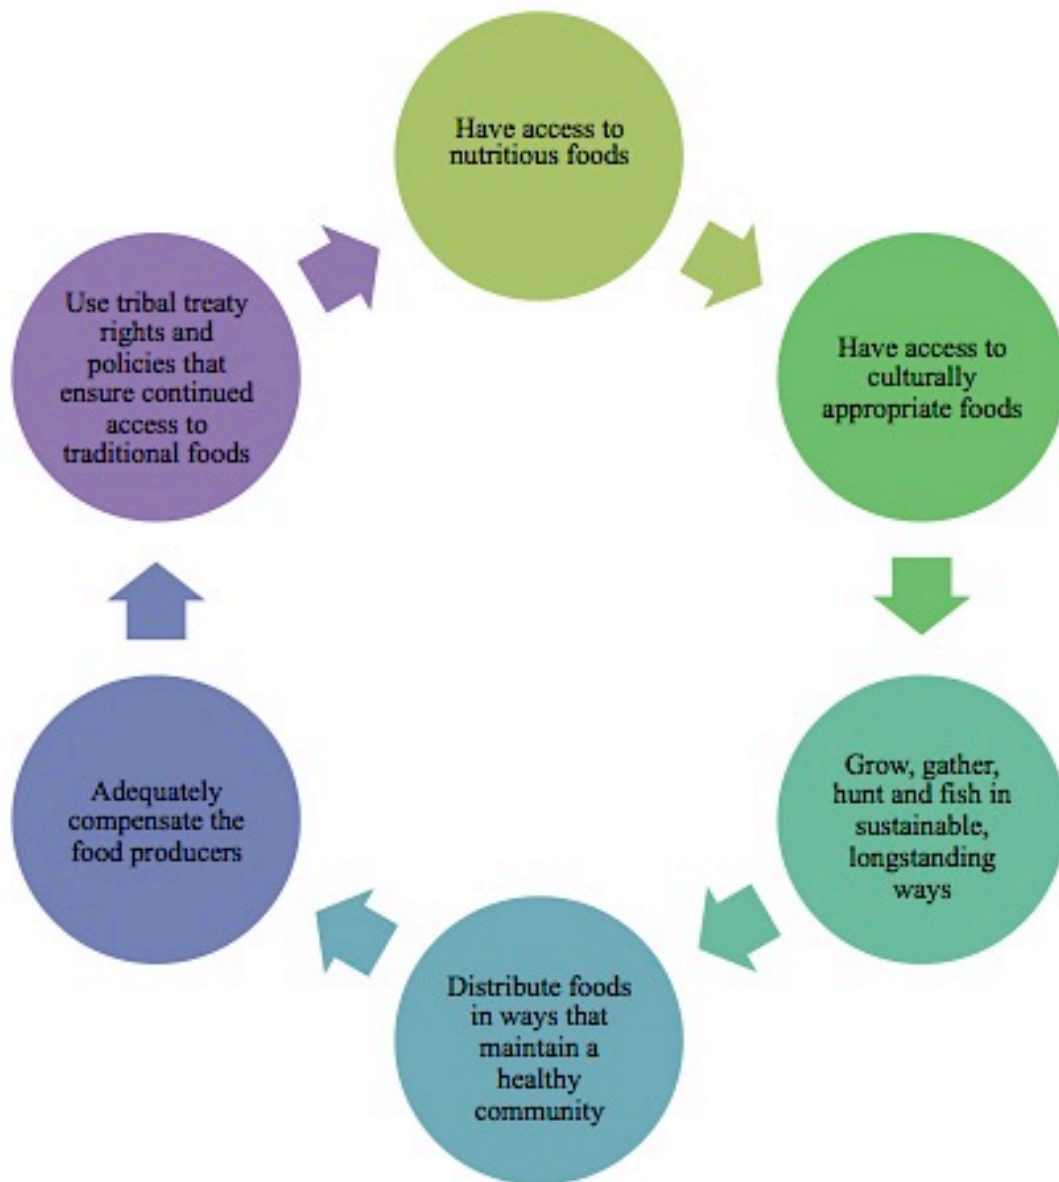 Have access to
nutritious foods
Have access to
culturally
appropriate foods
Grow, gather,
hunt and fish in
sustainable,
longstanding
ways
Distribute foods
in ways that
maintain a
healthy
community
Adequately
compensate the
food producers
Use tribal treaty
rights and
policies that
ensure continued
access to
traditional foods